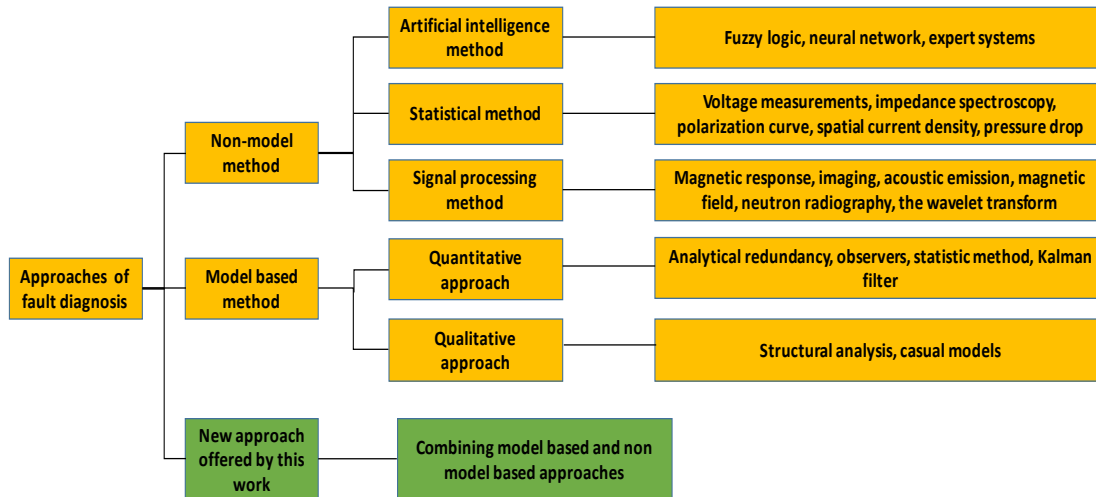 Artificial intelligence
method
Fuzzy logic, neural network, expert systems
Statistical method
Voltage measurements, impedance spectroscopy,
polarization curve, spatial current density, pressure drop
Non-model
method
Signal processing
method
Magnetic response, imaging, acoustic emission, magnetic
field, neutron radiography, the wavelet transform
Approaches of
fault diagnosis
Model based
method
Quantitative
approach
Analytical redundancy, observers, statistic method, Kalman
filter
Qualitative
approach
Structural analysis, casual models
New approach
offered by this
work
Combining model based and non
model based approaches